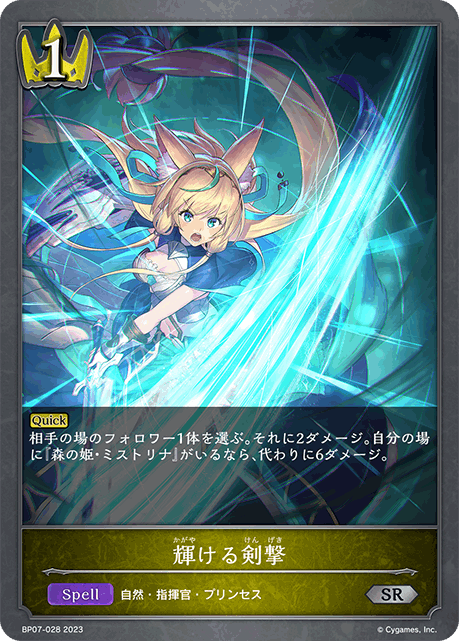 1
Quick
相手の場のフォロワー1体を選ぶ。それに2ダメージ。自分の場
に『森の姫・ミストリナ』がいるなら、代わりに6ダメージ。
かがや けん げき
輝ける剣撃
Spell 自然・指揮官・プリンセス SR
BP07-028 2023 © Cygames, Inc.